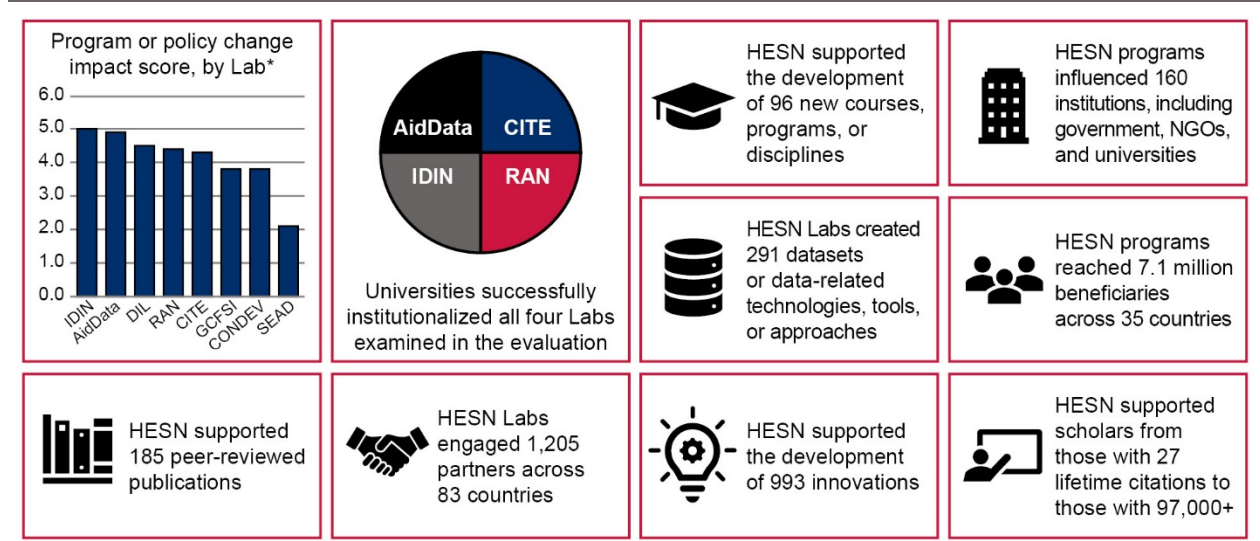 Program or policy change
impact score, by Lab*
6.0
5.0
4.0
3.0
2.0
1.0
0.0
IDIN
AidData
DIL
RAN
CITE
GCFSI
CONDEV
SEAD
AidData
CITE
IDIN
RAN
Universities successfully
institutionalized all four Labs
examined in the evaluation
HESN supported
the development
of 96 new courses,
programs, or
disciplines
HESN programs
influenced 160
institutions, including
government, NGOs,
and universities
HESN Labs created
291 datasets
or data-related
technologies, tools,
or approaches
HESN programs
reached 7.1 million
beneficiaries
across 35 countries
HESN supported
185 peer-reviewed
publications
HESN Labs
engaged 1,205
partners across
83 countries
HESN supported
the development
of 993 innovations
HESN supported
scholars from
those with 27
lifetime citations to
those with 97,000+